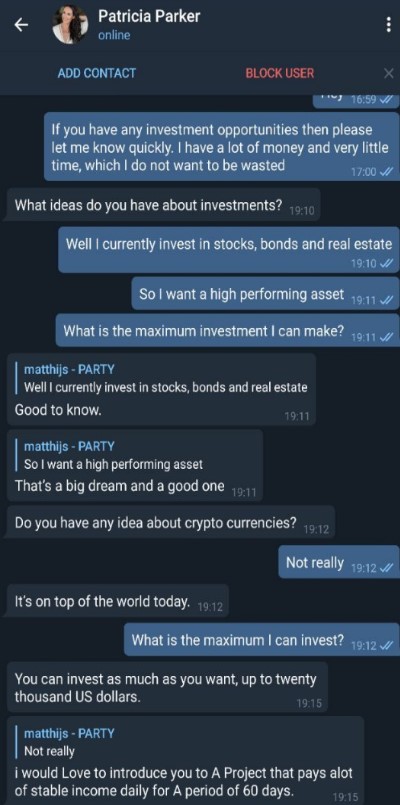 Patricia Parker
online
ADD CONTACT
BLOCK USER
Hey 16:59
If you have any investment opportunities then please
let me know quickly. I have a lot of money and very little
time, which I do not want to be wasted
17:00
What ideas do you have about investments? 19:10
Well I currently invest in stocks, bonds and real estate
19:10
So I want a high performing asset 19:11
What is the maximum investment I can make? 19:11
matthijs - PARTY
Well I currently invest in stocks, bonds and real estate
Good to know. 19:11
matthijs - PARTY
So I want a high performing asset
That's a big dream and a good one 19:11
Do you have any idea about crypto currencies? 19:12
Not really 19:12
It's on top of the world today. 19:12
What is the maximum I can invest? 19:12
You can invest as much as you want, up to twenty
thousand US dollars. 19:15
matthijs - PARTY
Not really
i would Love to introduce you to A Project that pays alot
of stable income daily for A period of 60 days. 19:15